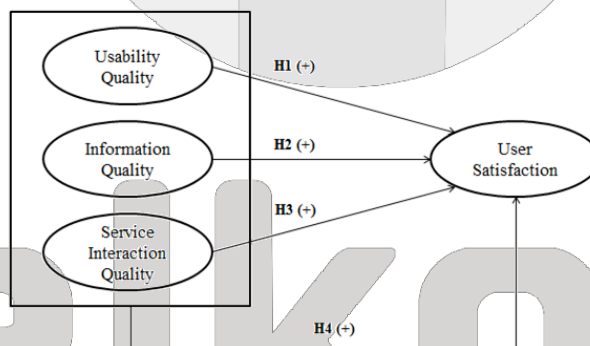 Usability
Quality
H1 (+)
Information
Quality
H2 (+)
User
Satisfaction
Service
Interaction
Quality
H3 (+)
H4 (+)